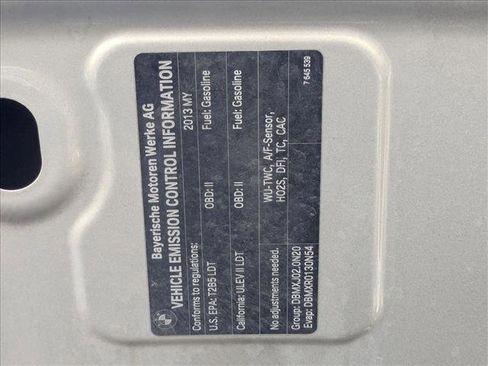 Bayerische Motoren Werke AG
VEHICLE EMISSION CONTROL INFORMATION
2013 MY
Conforms to regulations:
U.S. EPA: T2B5 LDT OBD: II Fuel: Gasoline
California: ULEV II LDT OBD: II Fuel: Gasoline
No adjustments needed. WU-TWC, A/F-Sensor,
HO2S, DFI, TC, CAC
Group: DBMXJ02.0N20
Evap: DBMXR0130N54 7 645 539